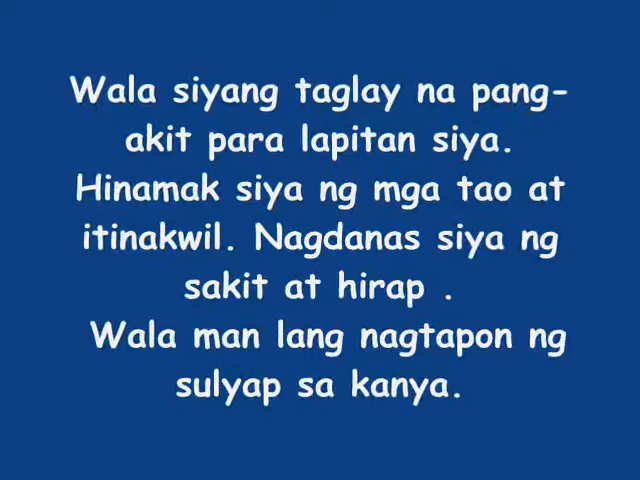 Wala siyang taglay na pang-
akit para lapitan siya.
Hinamak siya ng mga tao at
itinakwil. Nagdanas siya ng
sakit at hirap .
Wala man lang nagtapon ng
sulyap sa kanya.